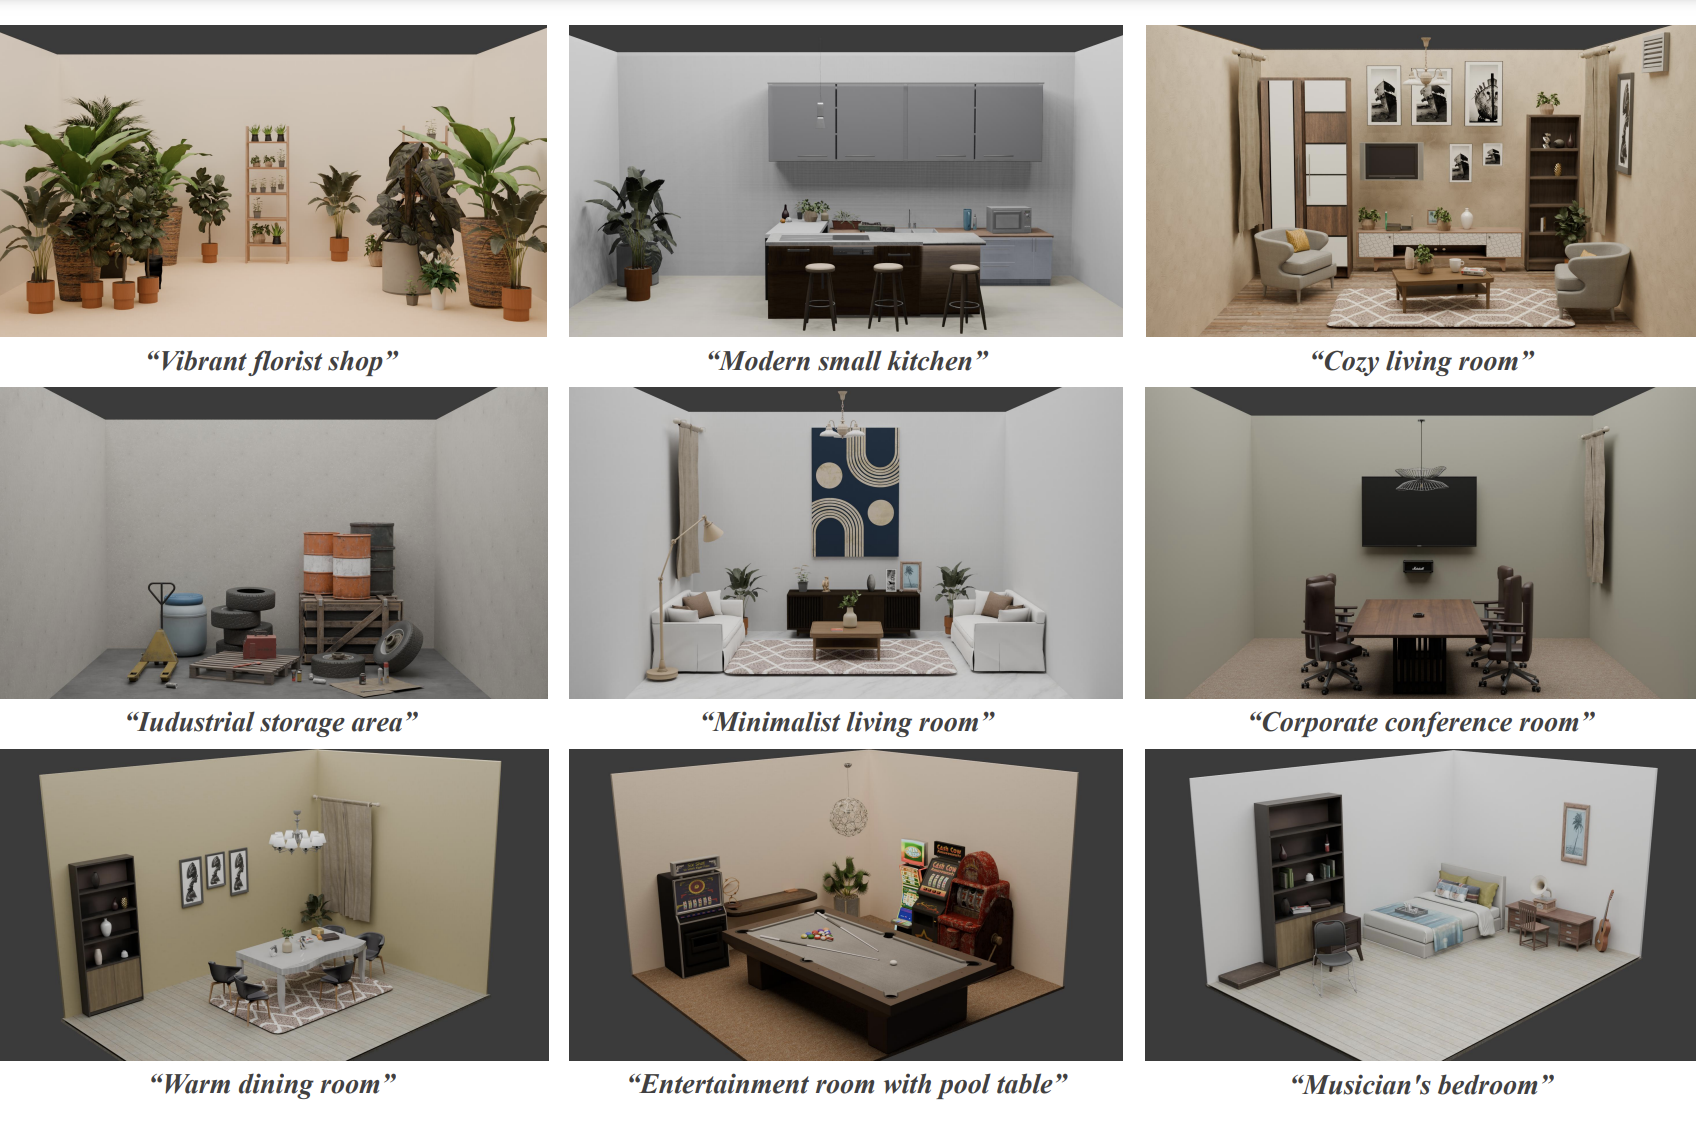 “Vibrant florist shop”
“Modern small kitchen”
“Cozy living room”
“Iudustrial storage area”
“Minimalist living room”
“Corporate conference room”
“Warm dining room”
“Entertainment room with pool table”
“Musician's bedroom”